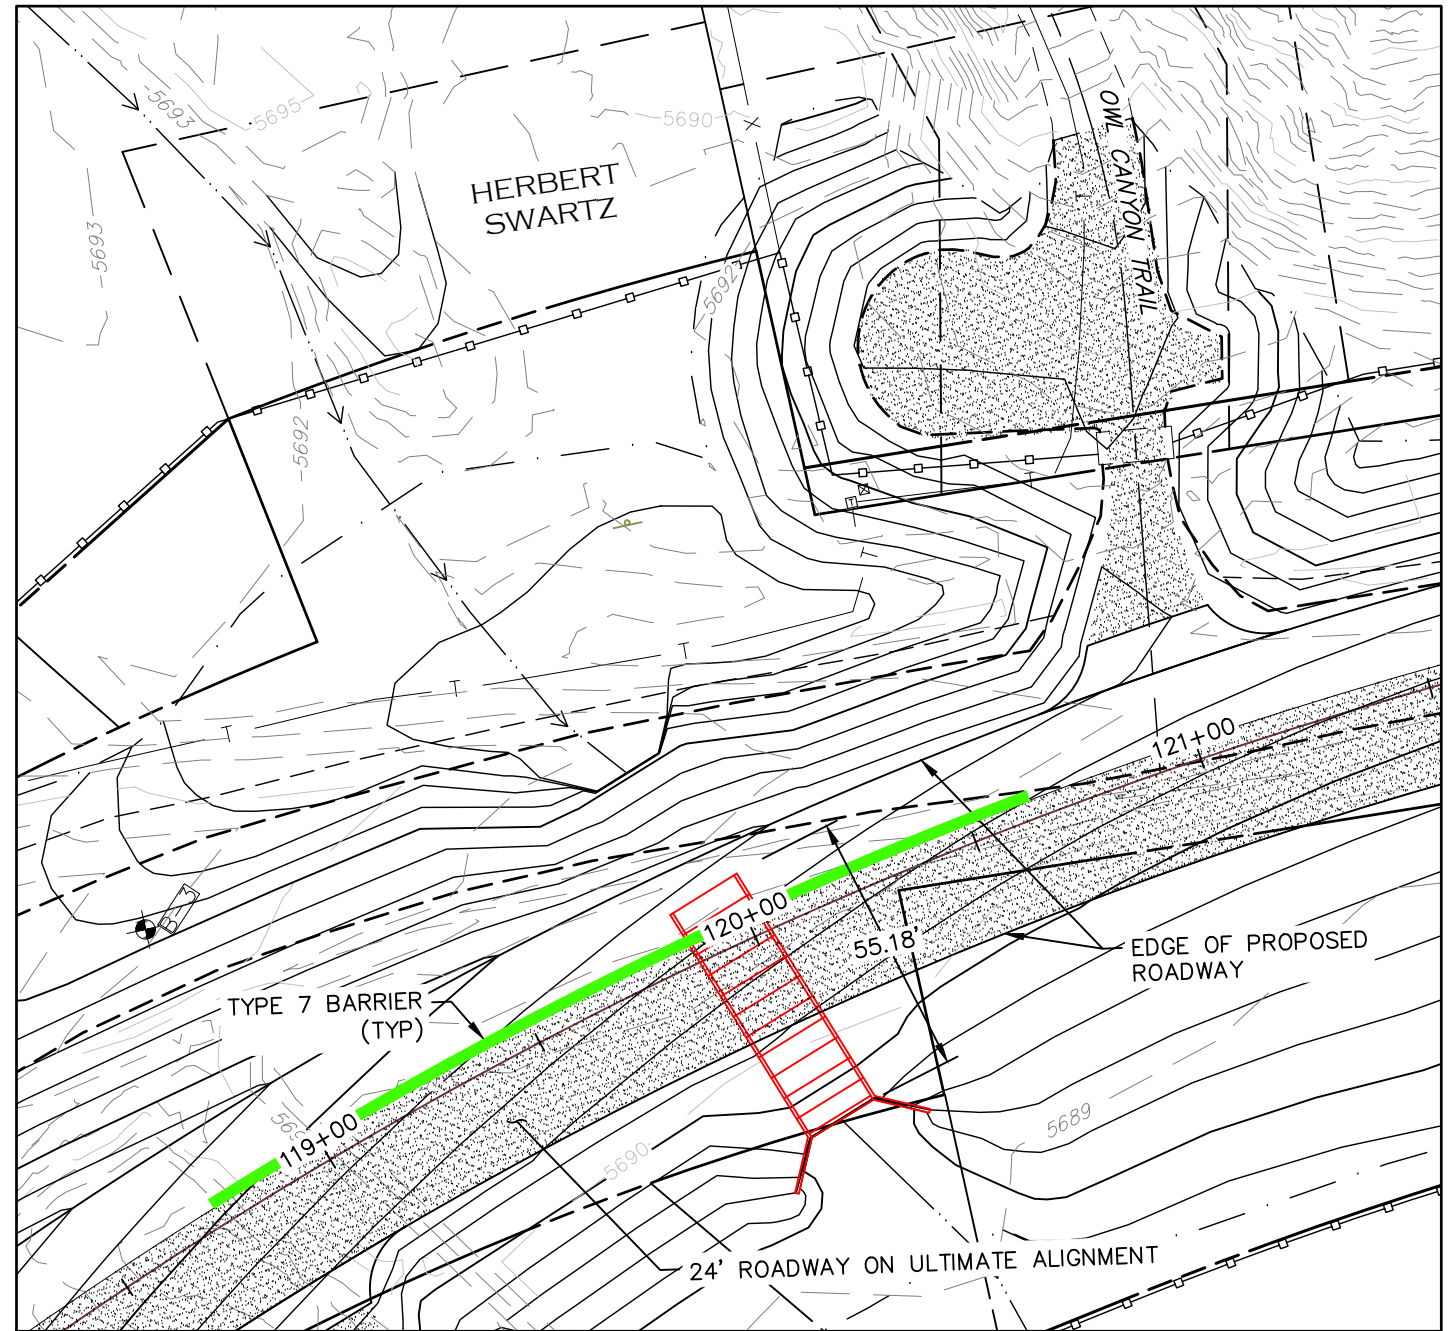 -5693
5695
5690
OWL CANYON TRAIL
HERBERT
SWARTZ
-5693
5692
5692
121+00
120+00
55.18'
EDGE OF PROPOSED
ROADWAY
TYPE 7 BARRIER
(TYP)
119+00
5689
5690
24' ROADWAY ON ULTIMATE ALIGNMENT